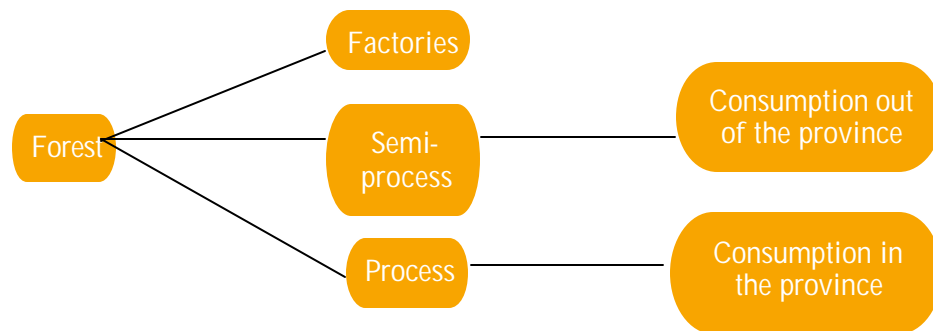 Factories
Forest
Semi-
process
Process
Consumption out
of the province
Consumption in
the province